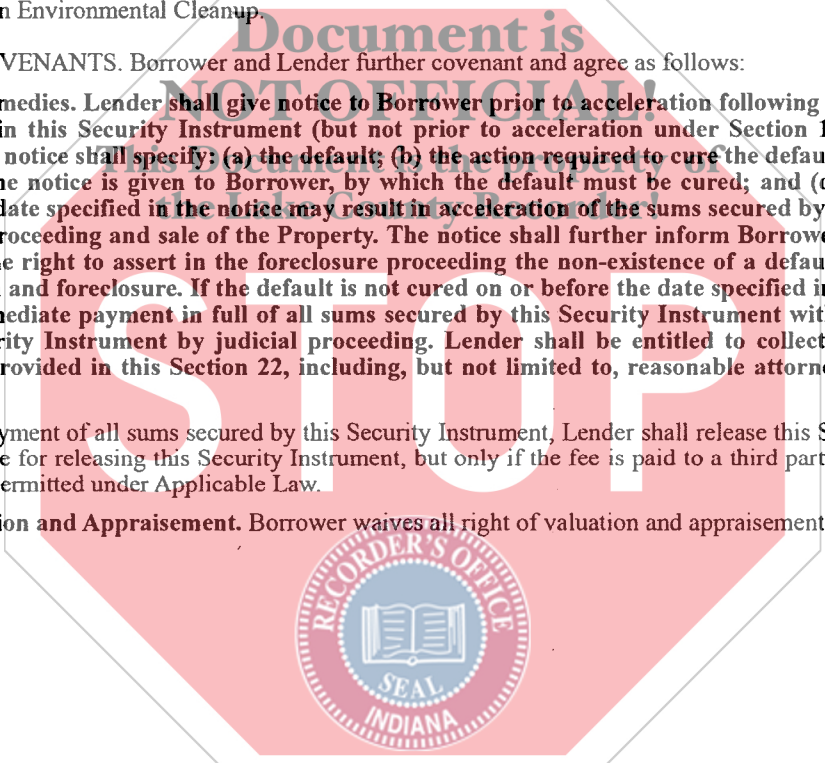 n Environmental Cleanup.
Document is
VENANTS. Borrower and Lender further covenant and agree as follows:
NOT OFFICIAL!
medies. Lender shall give notice to Borrower prior to acceleration following
in this Security Instrument (but not prior to acceleration under Section 1
notice shall specify: (a) the default; (b) the action required to cure the defau
This Document is the property of
he notice is given to Borrower, by which the default must be cured; and (d
the Lake County Recorder!
date specified in the notice may result in acceleration of the sums secured by
roceeding and sale of the Property. The notice shall further inform Borrowe
e right to assert in the foreclosure proceeding the non-existence of a defau
and foreclosure. If the default is not cured on or before the date specified in
mediate payment in full of all sums secured by this Security Instrument wit
rity Instrument by judicial proceeding. Lender shall be entitled to collect
rovided in this Section 22, including, but not limited to, reasonable attorne
STOP
yment of all sums secured by this Security Instrument, Lender shall release this S
e for releasing this Security Instrument, but only if the fee is paid to a third part
ermitted under Applicable Law.
ion and Appraisement. Borrower waives all right of valuation and appraisement
RECORDER'S OFFICE
SEAL
INDIANA